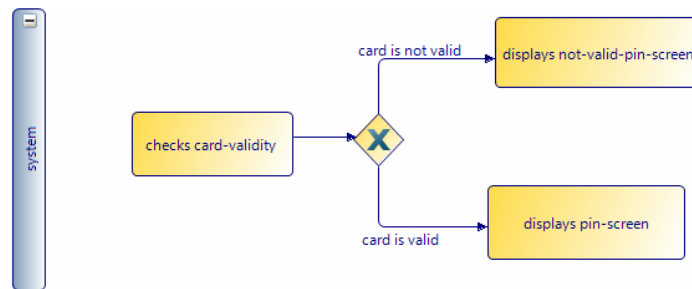 system
checks card-validity
card is not valid
displays not-valid-pin-screen
card is valid
displays pin-screen